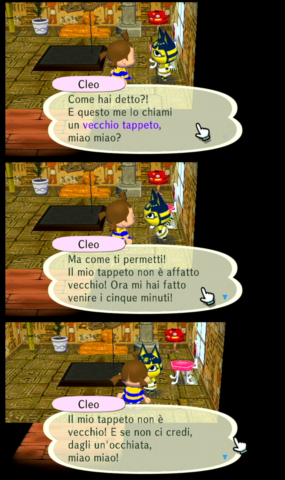 Cleo
Come hai detto?!
E questo me lo chiami
un vecchio tappeto,
miao miao?
Cleo
Ma come ti permetti!
Il mio tappeto non è affatto
vecchio! Ora mi hai fatto
venire i cinque minuti!
Cleo
Il mio tappeto non è
vecchio! E se non ci credi,
dagli un'occhiata,
miao miao!